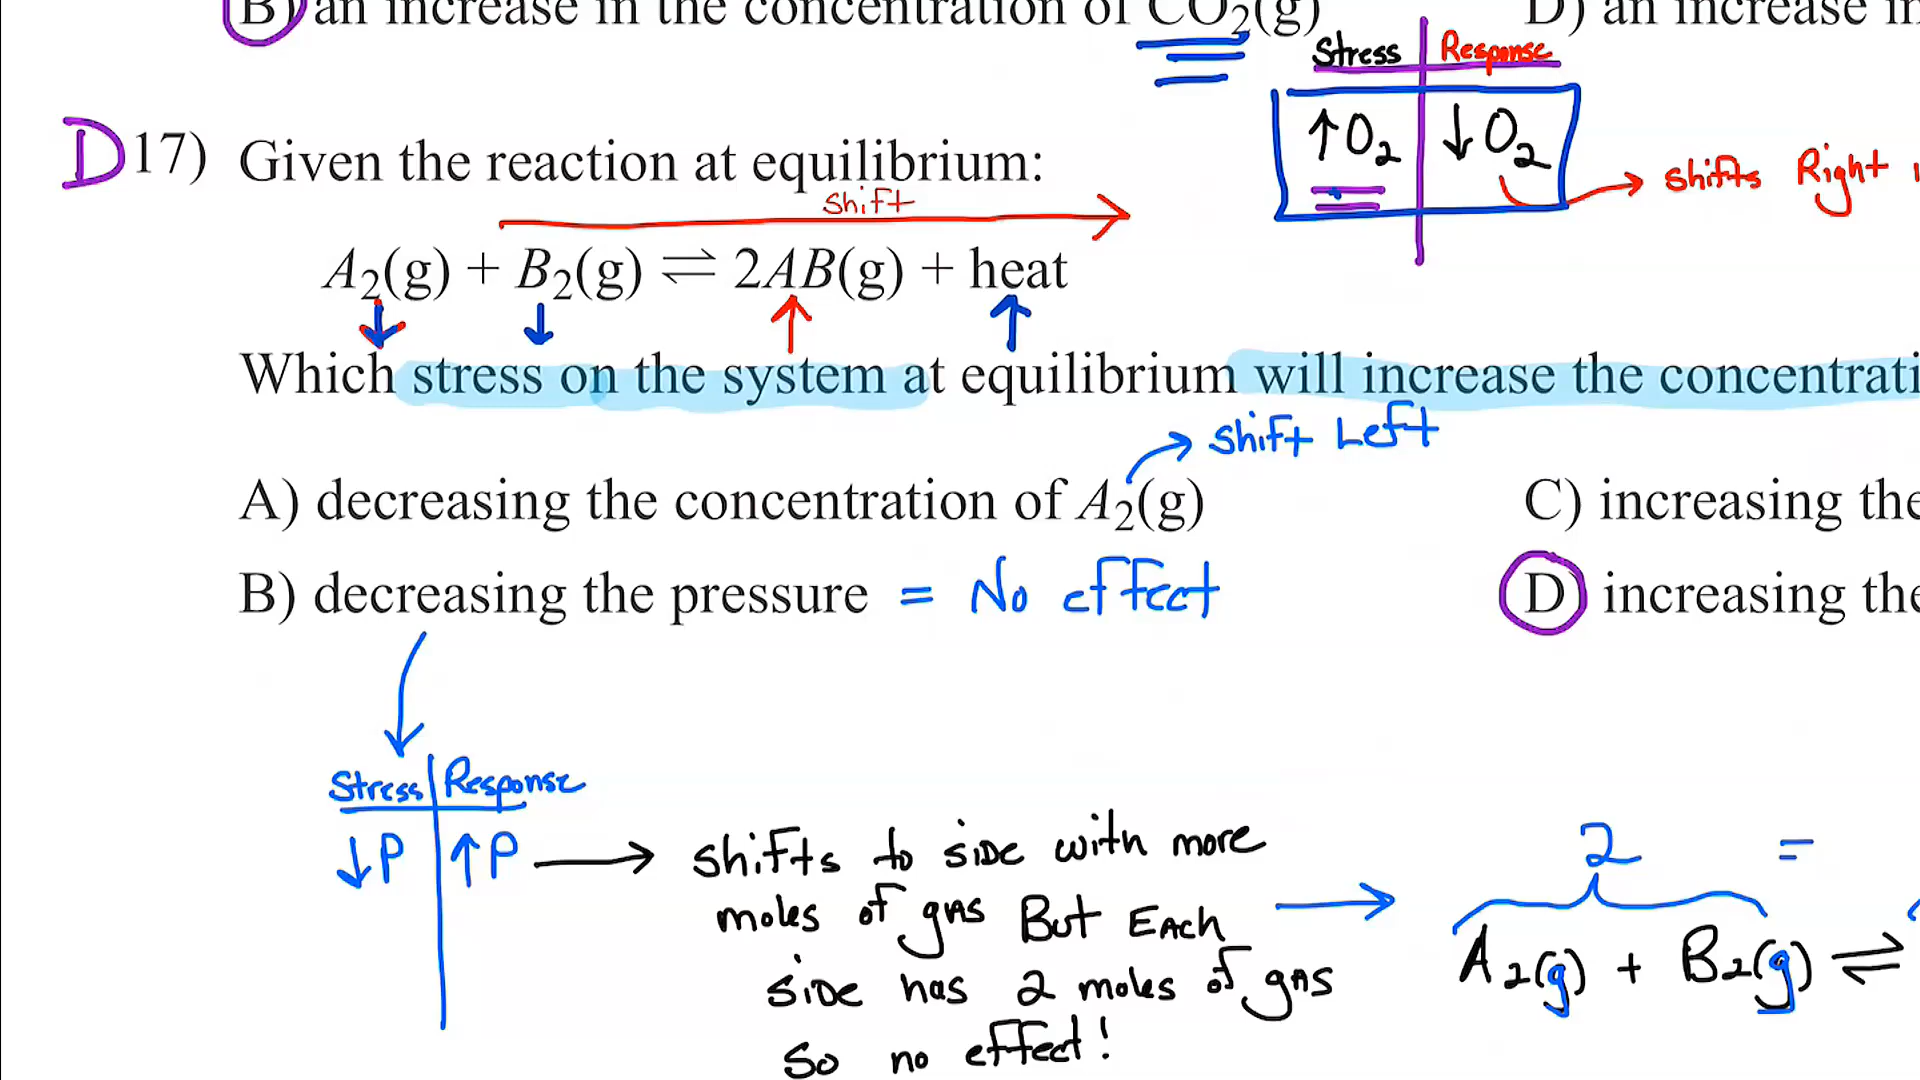 B) an increase in the concentration of CO₂(g)
D) an increase in
Stress | Response
↑O₂ | ↓O₂
shifts Right
D 17) Given the reaction at equilibrium:
shift
A₂(g) + B₂(g) ⇌ 2AB(g) + heat
Which stress on the system at equilibrium will increase the concentrati
shift Left
A) decreasing the concentration of A₂(g)
C) increasing the
B) decreasing the pressure = No effect
D) increasing the
Stress | Response
↓P | ↑P → shifts to side with more
moles of gas But Each
side has 2 moles of gas
so no effect!
2 =
A₂(g) + B₂(g) ⇌